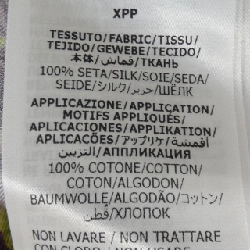 XPP
TESSUTO/FABRIC/TISSU/
TEJIDO/GEWEBE/TECIDO/
本体/قماش/ТКАНЬ
100% SETA/SILK/SOIE/SEDA/
SEIDE/シルク/حرير/ШЁЛК
APPLICAZIONE/APPLICATION/
MOTIFS APPLIQUÉS/
APLICACIONES/APPLIKATION/
APLICAÇÕES/アップリケ/أقمشة
التزيين/АППЛИКАЦИЯ
100% COTONE/COTTON/
COTON/ALGODON/
BAUMWOLLE/ALGODÃO/コットン/
قطن/ХЛОПОК
NON LAVARE / NON TRATTARE